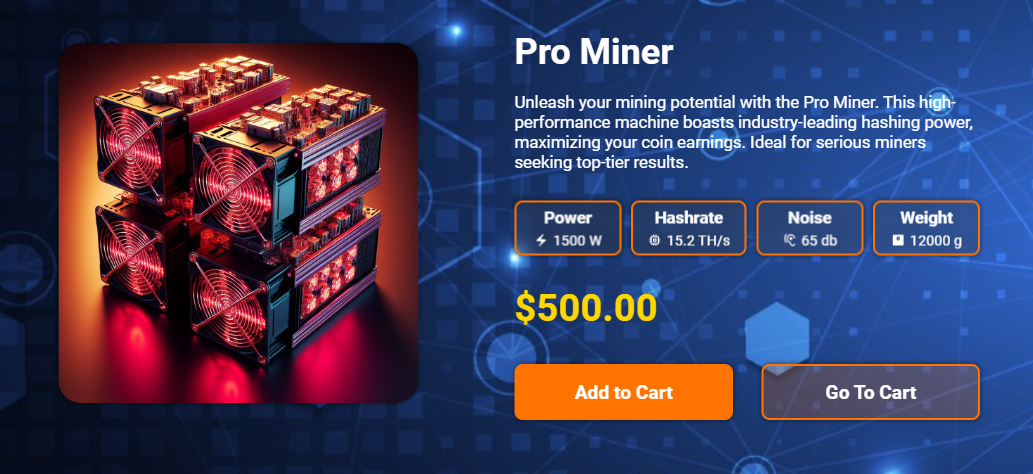 Pro Miner
Unleash your mining potential with the Pro Miner. This high-
performance machine boasts industry-leading hashing power,
maximizing your coin earnings. Ideal for serious miners
seeking top-tier results.
Power Hashrate Noise Weight
1500 W 15.2 TH/s 65 db 12000 g
$500.00
Add to Cart Go To Cart